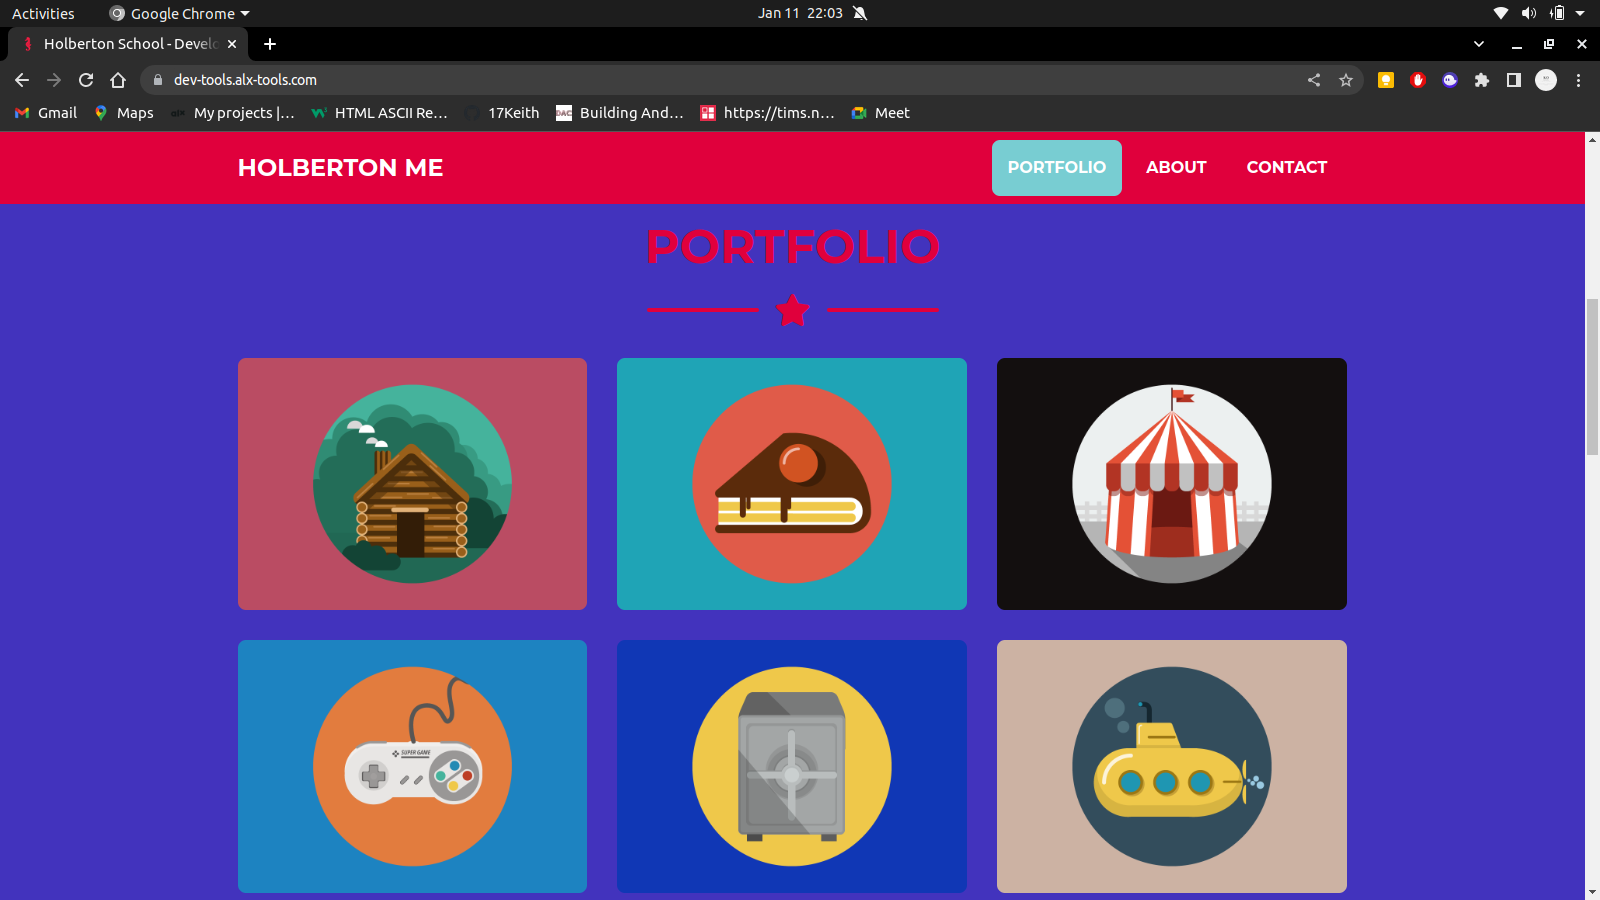 Activities
Google Chrome
Jan 11 22:03
Holberton School - Develo
dev-tools.alx-tools.com
Gmail
Maps
My projects |...
HTML ASCII Re...
17Keith
Building And...
https://tims.n...
Meet
HOLBERTON ME
PORTFOLIO
ABOUT
CONTACT
PORTFOLIO
SUPER GAME